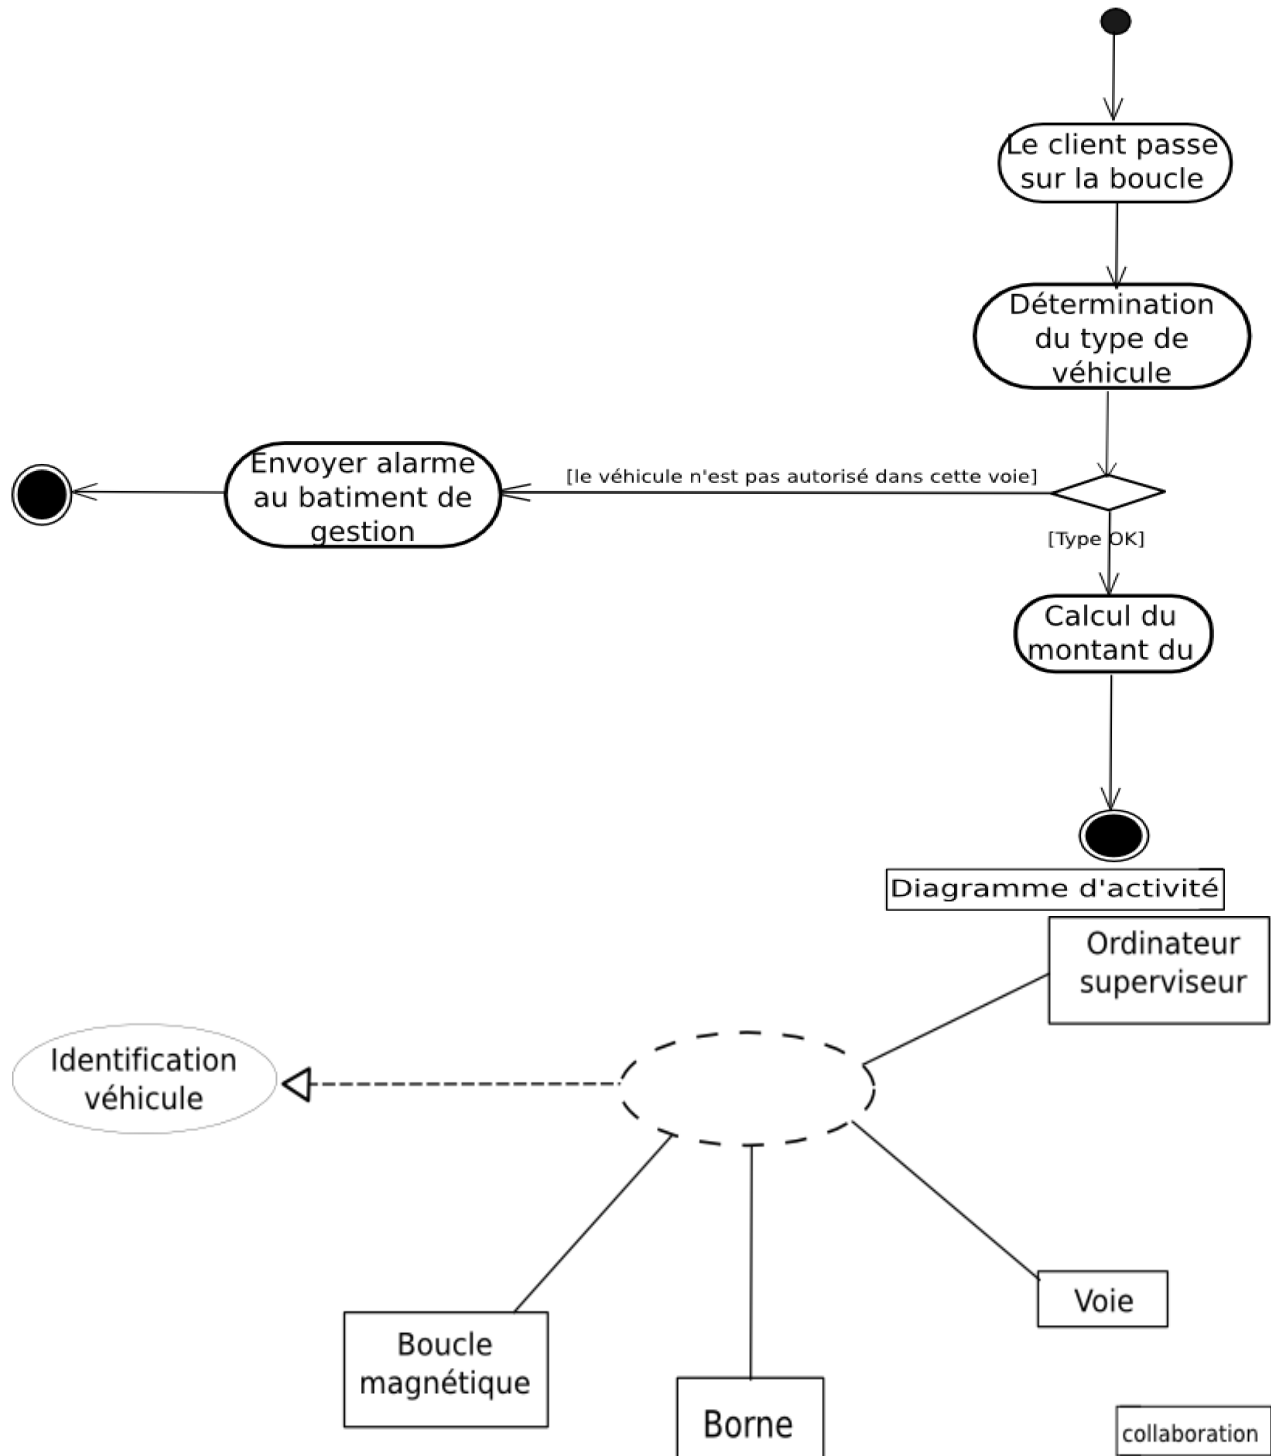 Le client passe
sur la boucle
Détermination
du type de
véhicule
Envoyer alarme
au batiment de
gestion
[le véhicule n'est pas autorisé dans cette voie]
[Type OK]
Calcul du
montant du
Diagramme d'activité
Ordinateur
superviseur
Identification
véhicule
Voie
Boucle
magnétique
Borne
collaboration